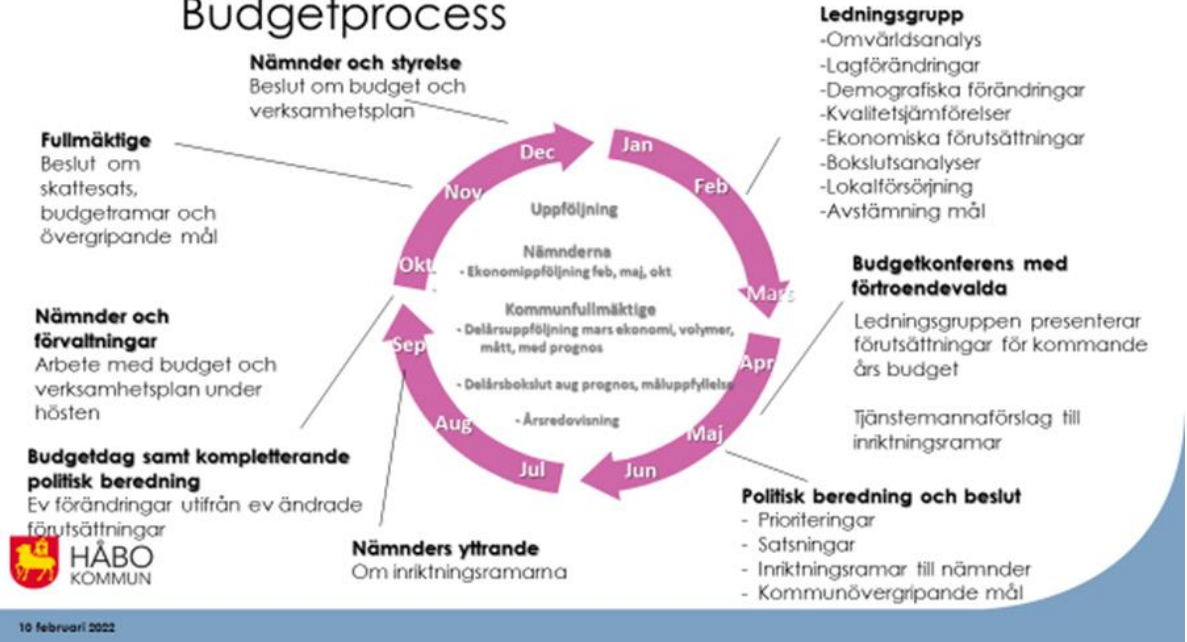 Budgetprocess
Nämnder och styrelse
Beslut om budget och
verksamhetsplan
Fullmäktige
Beslut om
skattesats,
budgetramar och
övergripande mål
Nämnder och
förvaltningar
Arbete med budget och
verksamhetsplan under
hösten
Budgetdag samt kompletterande
politisk beredning
Ev förändringar utifrån ev ändrade
förutsättningar
HÅBO
KOMMUN
Nämnders yttrande
Om inriktningsramarna
Jan
Feb
Mars
Apr
Maj
Jun
Jul
Aug
Sep
Okt
Nov
Dec
Uppföljning
Nämnderna
- Ekonomippföljning feb, maj, okt
-
Kommunfullmäktige
- Delårsuppföljning mars ekonomi, volymer,
mått, med prognos
- Delårsbokslut aug prognos, måluppfyllelse
- Årsredovisning
Ledningsgrupp
-Omvärldsanalys
-Lagförändringar
-Demografiska förändringar
-Kvalitetsjämförelser
-Ekonomiska förutsättningar
-Bokslutsanalyser
-Lokalförsörjning
-Avstämning mål
Budgetkonferens med
förtroendevalda
Ledningsgruppen presenterar
förutsättningar för kommande
års budget
Tjänstemannaförslag till
inriktningsramar
Politisk beredning och beslut
- Prioriteringar
- Satsningar
- Inriktningsramar till nämnder
- Kommunövergripande mål
10 februari 2022